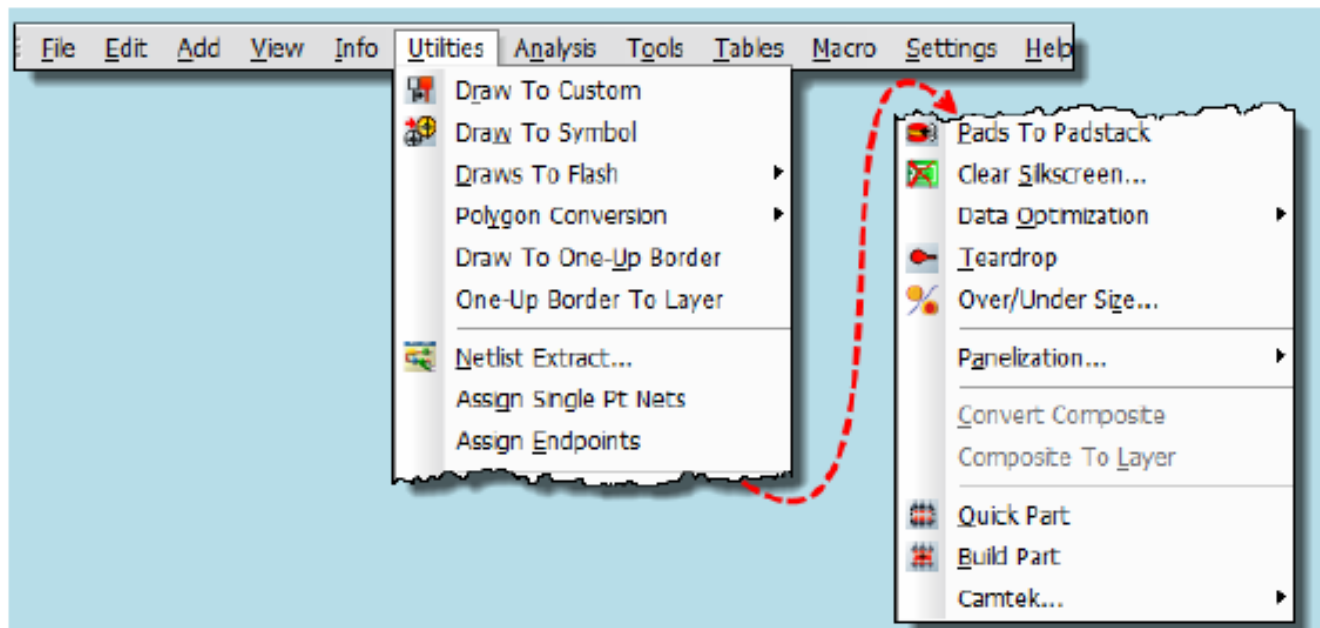 File Edit Add View Info Utilties Analysis Tools Tables Macro Settings Help
Draw To Custom
Draw To Symbol
Draws To Flash
Polygon Conversion
Draw To One-Up Border
One-Up Border To Layer
Netlist Extract...
Assign Single Pt Nets
Assign Endpoints
Pads To Padstack
Clear Silkscreen...
Data Optimization
Teardrop
Over/Under Size...
Panelization...
Convert Composite
Composite To Layer
Quick Part
Build Part
Camtek...